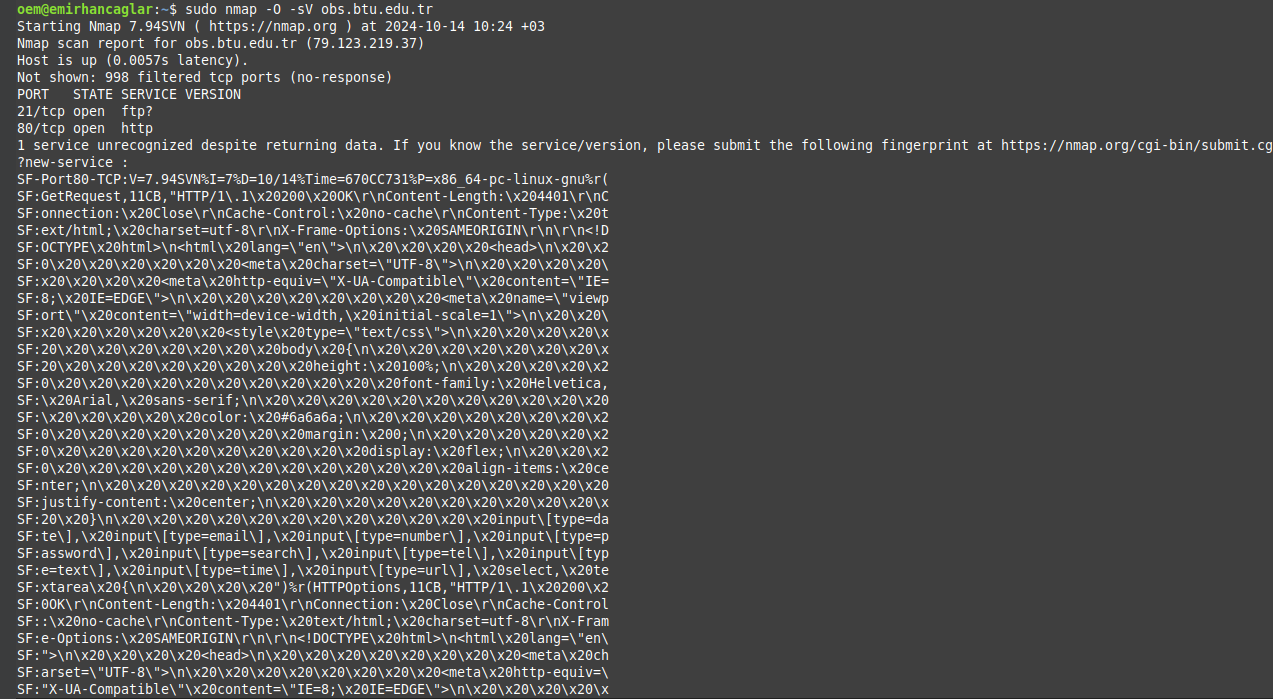 oem@emirhancaglar:~$ sudo nmap -O -sV obs.btu.edu.tr
Starting Nmap 7.94SVN ( https://nmap.org ) at 2024-10-14 10:24 +03
Nmap scan report for obs.btu.edu.tr (79.123.219.37)
Host is up (0.0057s latency).
Not shown: 998 filtered tcp ports (no-response)
PORT   STATE SERVICE VERSION
21/tcp open  ftp?
80/tcp open  http
1 service unrecognized despite returning data. If you know the service/version, please submit the following fingerprint at https://nmap.org/cgi-bin/submit.cg
?new-service :
SF-Port80-TCP:V=7.94SVN%I=7%D=10/14%Time=670CC731%P=x86_64-pc-linux-gnu%r(
SF:GetRequest,11CB,"HTTP/1\.1\x20200\x20OK\r\nContent-Length:\x204401\r\nC
SF:onnection:\x20Close\r\nCache-Control:\x20no-cache\r\nContent-Type:\x20t
SF:ext/html;\x20charset=utf-8\r\nX-Frame-Options:\x20SAMEORIGIN\r\n\r\n<!D
SF:OCTYPE\x20html>\n<html\x20lang=\"en\">\n\x20\x20\x20\x20<head>\n\x20\x2
SF:0\x20\x20\x20\x20\x20\x20<meta\x20charset=\"UTF-8\">\n\x20\x20\x20\x20\
SF:x20\x20\x20\x20<meta\x20http-equiv=\"X-UA-Compatible\"\x20content=\"IE=
SF:8;\x20IE=EDGE\">\n\x20\x20\x20\x20\x20\x20\x20\x20<meta\x20name=\"viewp
SF:ort\"\x20content=\"width=device-width,\x20initial-scale=1\">\n\x20\x20\
SF:x20\x20\x20\x20\x20\x20<style\x20type=\"text/css\">\n\x20\x20\x20\x20\x
SF:20\x20\x20\x20\x20\x20\x20\x20body\x20{\n\x20\x20\x20\x20\x20\x20\x20\x
SF:20\x20\x20\x20\x20\x20\x20\x20\x20height:\x20100%;\n\x20\x20\x20\x20\x2
SF:0\x20\x20\x20\x20\x20\x20\x20\x20\x20\x20\x20font-family:\x20Helvetica,
SF:\x20Arial,\x20sans-serif;\n\x20\x20\x20\x20\x20\x20\x20\x20\x20\x20\x20
SF:\x20\x20\x20\x20\x20color:\x20#6a6a6a;\n\x20\x20\x20\x20\x20\x20\x20\x2
SF:0\x20\x20\x20\x20\x20\x20\x20\x20margin:\x200;\n\x20\x20\x20\x20\x20\x2
SF:0\x20\x20\x20\x20\x20\x20\x20\x20\x20\x20display:\x20flex;\n\x20\x20\x2
SF:0\x20\x20\x20\x20\x20\x20\x20\x20\x20\x20\x20\x20\x20align-items:\x20ce
SF:nter;\n\x20\x20\x20\x20\x20\x20\x20\x20\x20\x20\x20\x20\x20\x20\x20\x20
SF:justify-content:\x20center;\n\x20\x20\x20\x20\x20\x20\x20\x20\x20\x20\x
SF:20\x20}\n\x20\x20\x20\x20\x20\x20\x20\x20\x20\x20\x20\x20input\[type=da
SF:te\],\x20input\[type=email\],\x20input\[type=number\],\x20input\[type=p
SF:assword\],\x20input\[type=search\],\x20input\[type=tel\],\x20input\[typ
SF:e=text\],\x20input\[type=time\],\x20input\[type=url\],\x20select,\x20te
SF:xtarea\x20{\n\x20\x20\x20\x20")%r(HTTPOptions,11CB,"HTTP/1\.1\x20200\x2
SF:0OK\r\nContent-Length:\x204401\r\nConnection:\x20Close\r\nCache-Control
SF::\x20no-cache\r\nContent-Type:\x20text/html;\x20charset=utf-8\r\nX-Fram
SF:e-Options:\x20SAMEORIGIN\r\n\r\n<!DOCTYPE\x20html>\n<html\x20lang=\"en\
SF:">\n\x20\x20\x20\x20<head>\n\x20\x20\x20\x20\x20\x20\x20\x20<meta\x20ch
SF:arset=\"UTF-8\">\n\x20\x20\x20\x20\x20\x20\x20\x20<meta\x20http-equiv=\
SF:"X-UA-Compatible\"\x20content=\"IE=8;\x20IE=EDGE\">\n\x20\x20\x20\x20\x